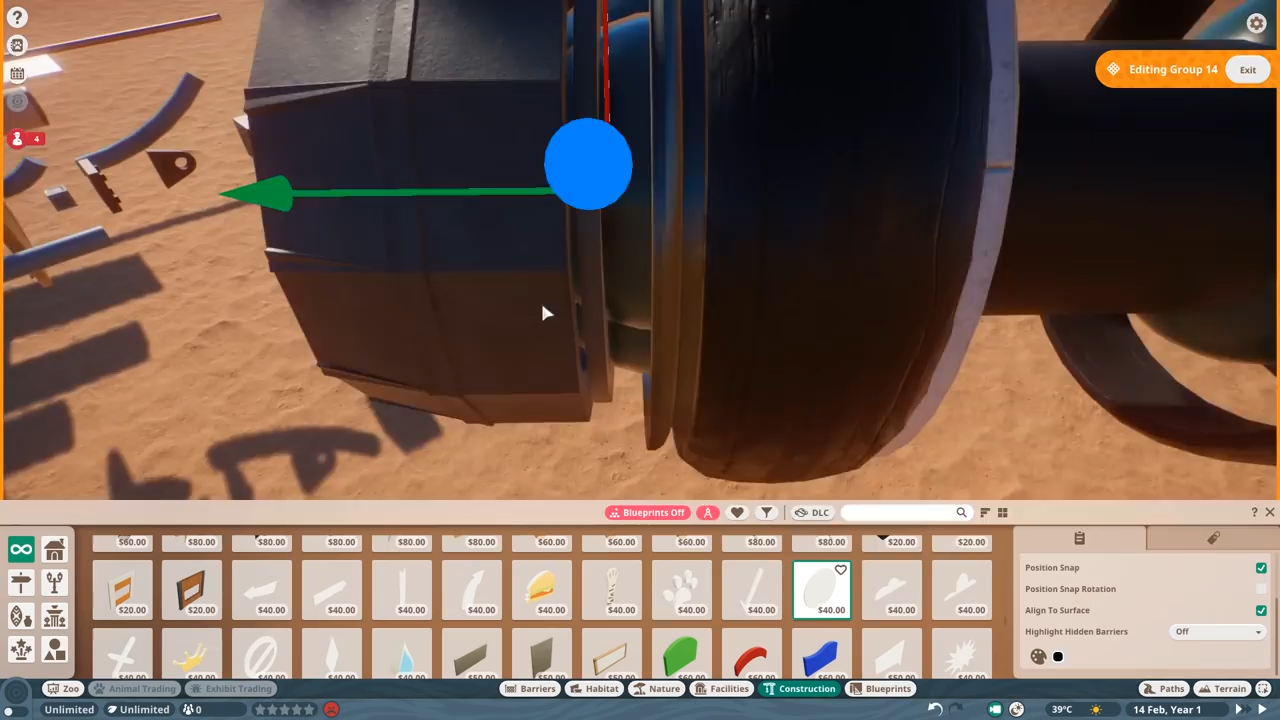 ?
4
Editing Group 14
Exit
Blueprints Off
DLC
?
$60.00 $80.00 $80.00 $80.00 $80.00 $80.00 $60.00 $60.00 $60.00 $80.00 $80.00 $20.00 $20.00
$20.00 $20.00 $40.00 $40.00 $40.00 $40.00 $40.00 $40.00 $40.00 $40.00 $40.00 $40.00 $40.00
Position Snap
Position Snap Rotation
Align To Surface
Highlight Hidden Barriers Off
Zoo Animal Trading Exhibit Trading Barriers Habitat Nature Facilities Construction Blueprints Paths Terrain
Unlimited Unlimited 0 39°C 14 Feb, Year 1